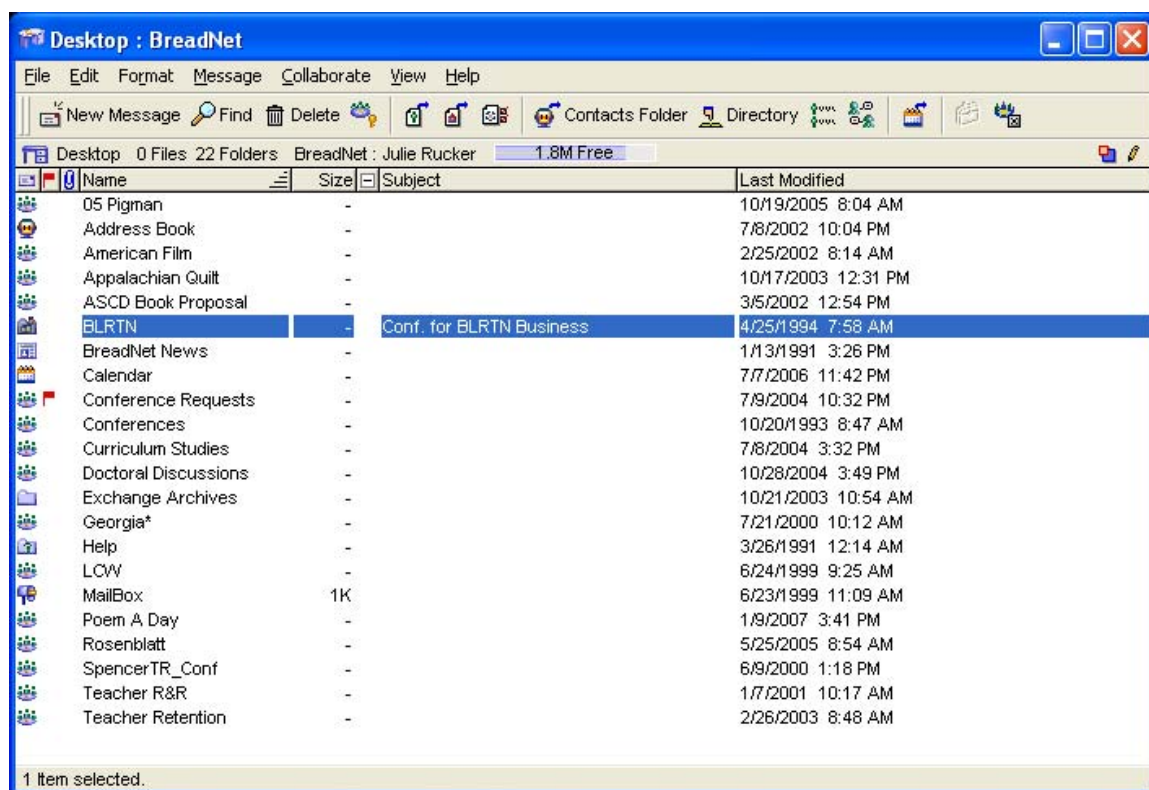 Desktop : BreadNet
File Edit Format Message Collaborate View Help
New Message Find Delete Contacts Folder Directory
Desktop 0 Files 22 Folders BreadNet : Julie Rucker 1.8M Free
Name Size Subject Last Modified
05 Pigman - 10/19/2005 8:04 AM
Address Book - 7/8/2002 10:04 PM
American Film - 2/25/2002 8:14 AM
Appalachian Quilt - 10/17/2003 12:31 PM
ASCD Book Proposal - 3/5/2002 12:54 PM
BLRTN - Conf. for BLRTN Business 4/25/1994 7:58 AM
BreadNet News - 1/13/1991 3:26 PM
Calendar - 7/7/2006 11:42 PM
Conference Requests - 7/9/2004 10:32 PM
Conferences - 10/20/1993 8:47 AM
Curriculum Studies - 7/8/2004 3:32 PM
Doctoral Discussions - 10/28/2004 3:49 PM
Exchange Archives - 10/21/2003 10:54 AM
Georgia* - 7/21/2000 10:12 AM
Help - 3/26/1991 12:14 AM
LCW - 6/24/1999 9:25 AM
MailBox 1K 6/23/1999 11:09 AM
Poem A Day - 1/9/2007 3:41 PM
Rosenblatt - 5/25/2005 8:54 AM
SpencerTR_Conf - 6/9/2000 1:18 PM
Teacher R&R - 1/7/2001 10:17 AM
Teacher Retention - 2/26/2003 8:48 AM
1 Item selected.